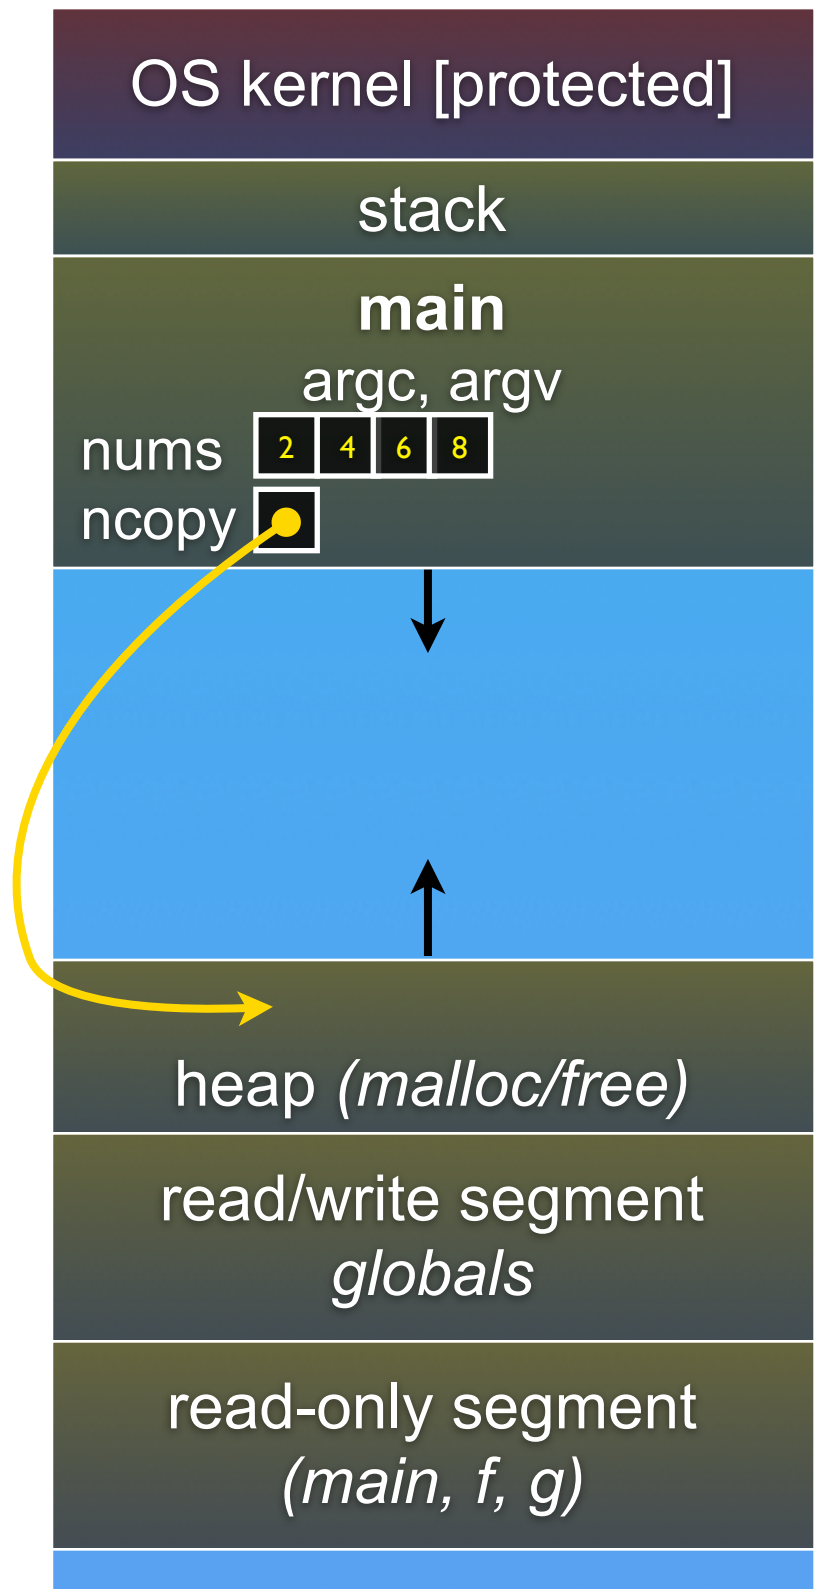 OS kernel [protected]
stack
main
argc, argv
nums 2 4 6 8
ncopy
heap (malloc/free)
read/write segment
globals
read-only segment
(main, f, g)